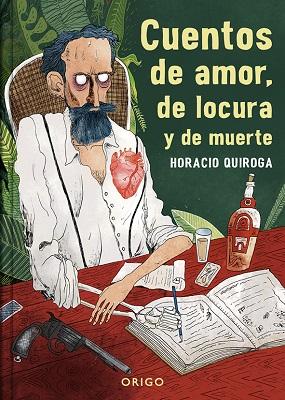 Cuentos
de amor,
de locura
y de muerte
HORACIO QUIROGA
ORIGO